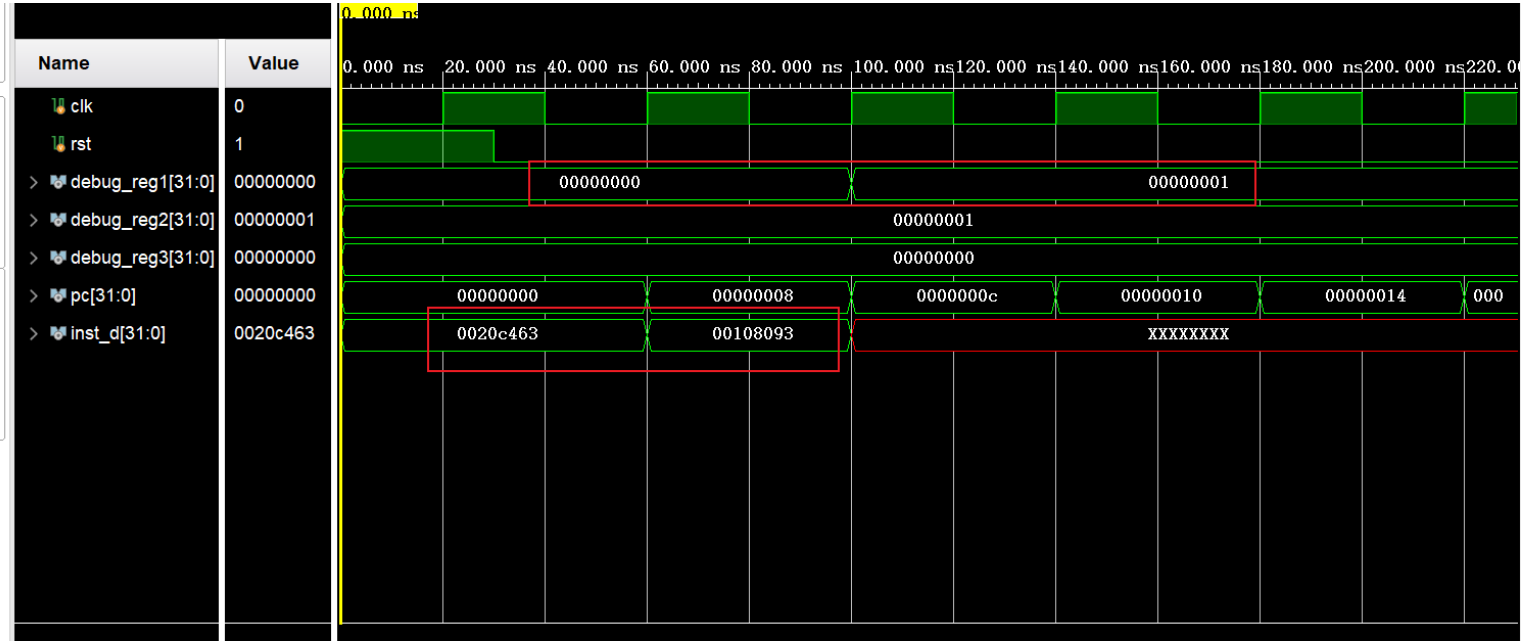 0.000 ns
Name Value
0.000 ns 20.000 ns 40.000 ns 60.000 ns 80.000 ns 100.000 ns 120.000 ns 140.000 ns 160.000 ns 180.000 ns 200.000 ns 220.0
clk 0
rst 1
debug_reg1[31:0] 00000000 00000000 00000001
debug_reg2[31:0] 00000001 00000001
debug_reg3[31:0] 00000000 00000000
pc[31:0] 00000000 00000000 00000008 0000000c 00000010 00000014 000
inst_d[31:0] 0020c463 0020c463 00108093 XXXXXXXX